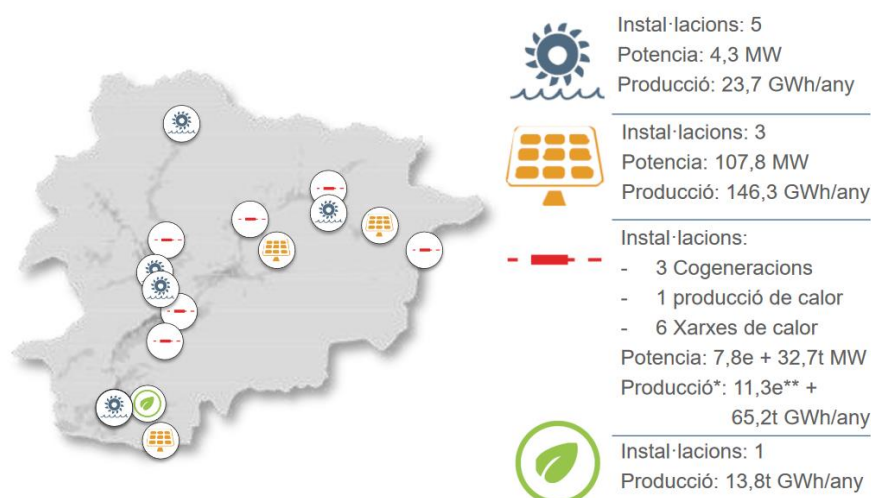 Instal·lacions: 5
Potencia: 4,3 MW
Producció: 23,7 GWh/any
Instal·lacions: 3
Potencia: 107,8 MW
Producció: 146,3 GWh/any
Instal·lacions:
- 3 Cogeneracions
- 1 producció de calor
- 6 Xarxes de calor
Potencia: 7,8e + 32,7t MW
Producció*: 11,3e** +
65,2t GWh/any
Instal·lacions: 1
Producció: 13,8t GWh/any